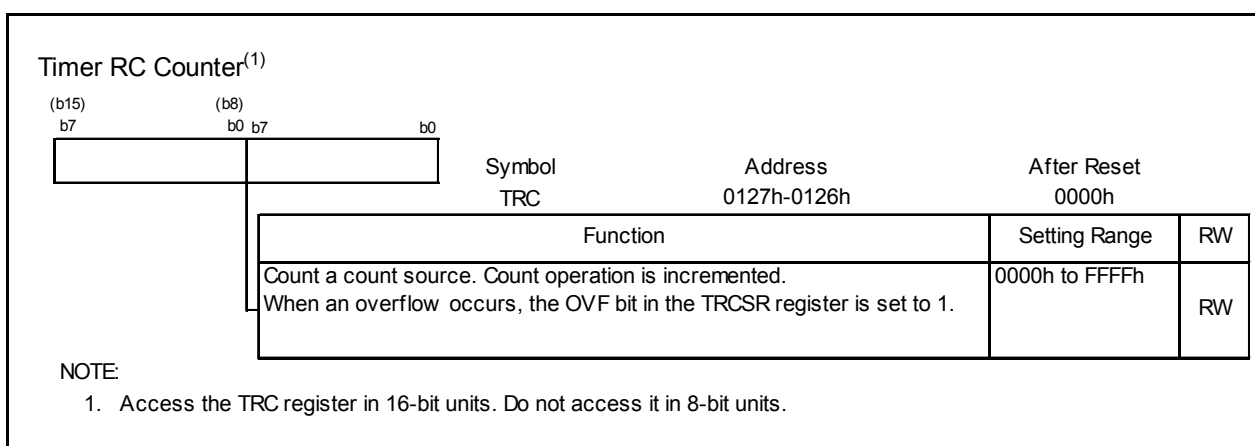 Timer RC Counter(1)
(b15) (b8)
b7 b0 b7 b0
Symbol Address After Reset
TRC 0127h-0126h 0000h
Function Setting Range RW
Count a count source. Count operation is incremented. 0000h to FFFFh
When an overflow occurs, the OVF bit in the TRCSR register is set to 1. RW
NOTE:
1. Access the TRC register in 16-bit units. Do not access it in 8-bit units.